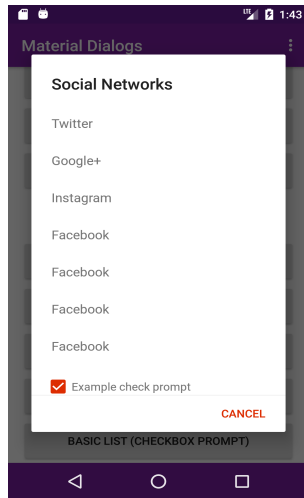 LTE 1:43
Material Dialogs
Social Networks
Twitter
Google+
Instagram
Facebook
Facebook
Facebook
Facebook
Example check prompt
CANCEL
BASIC LIST (CHECKBOX PROMPT)